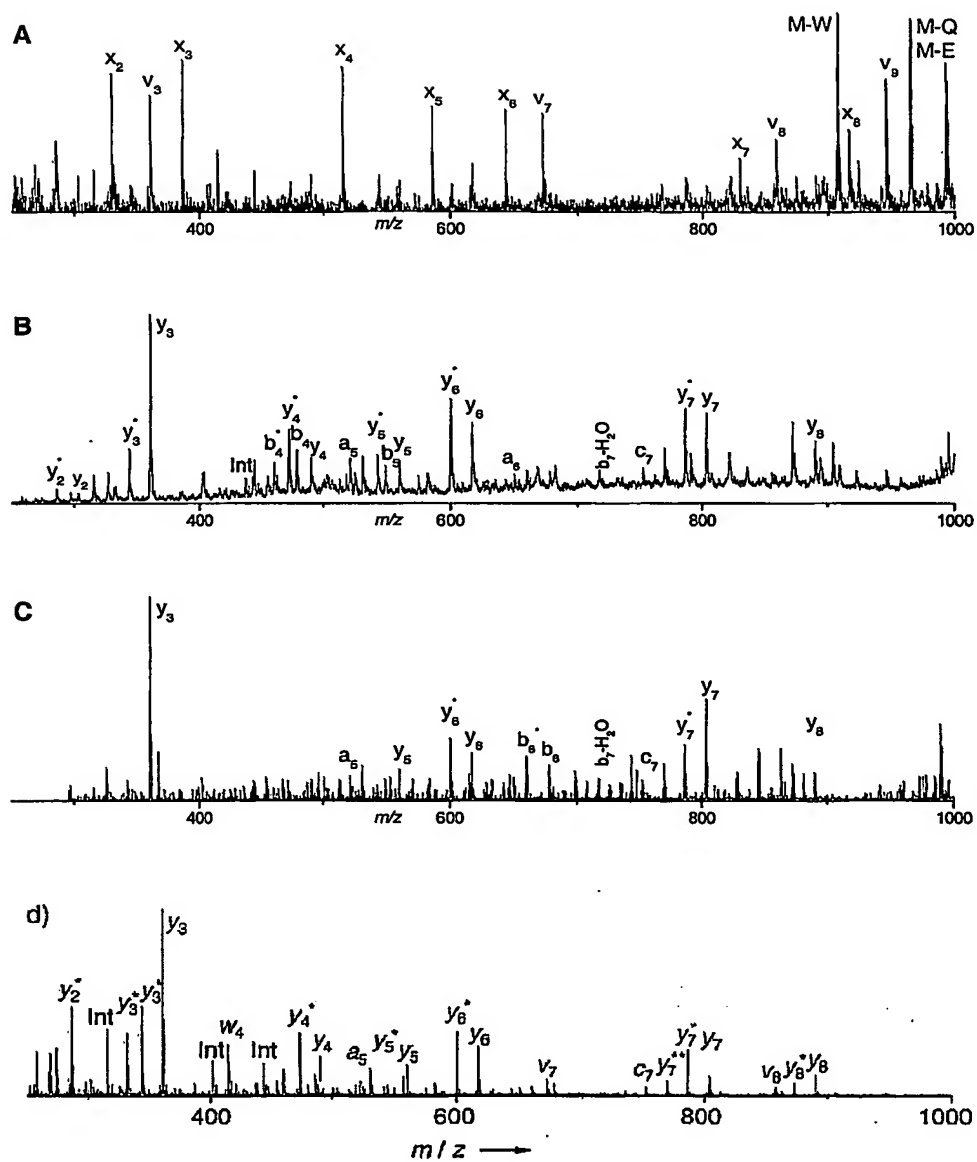 A
x₂ v₃ x₃ x₄ x₅ x₆ v₇ x₇ v₈ M-W x₈ v₉ M-Q
M-E
400 m/z 600 800 1000
B
y₂* y₂ y₃* y₃ Int b₄* y₄* b₄ y₄ a₅ y₅* b₅ y₅ y₆* y₆ a₆ b₇-H₂O c₇ y₇* y₇ y₈
400 m/z 600 800 1000
C
y₃ a₅ y₅ y₆* y₆ b₆* b₆ b₇-H₂O c₇ y₇* y₇ y₈
400 m/z 600 800 1000
d)
y₂* Int y₃* y₃* y₃ Int w₄ Int y₄* y₄ a₅ y₅* y₅ y₆* y₆ v₇ c₇ y₇** y₇* y₇ v₈ y₈* y₈
400 600 800 1000
m / z